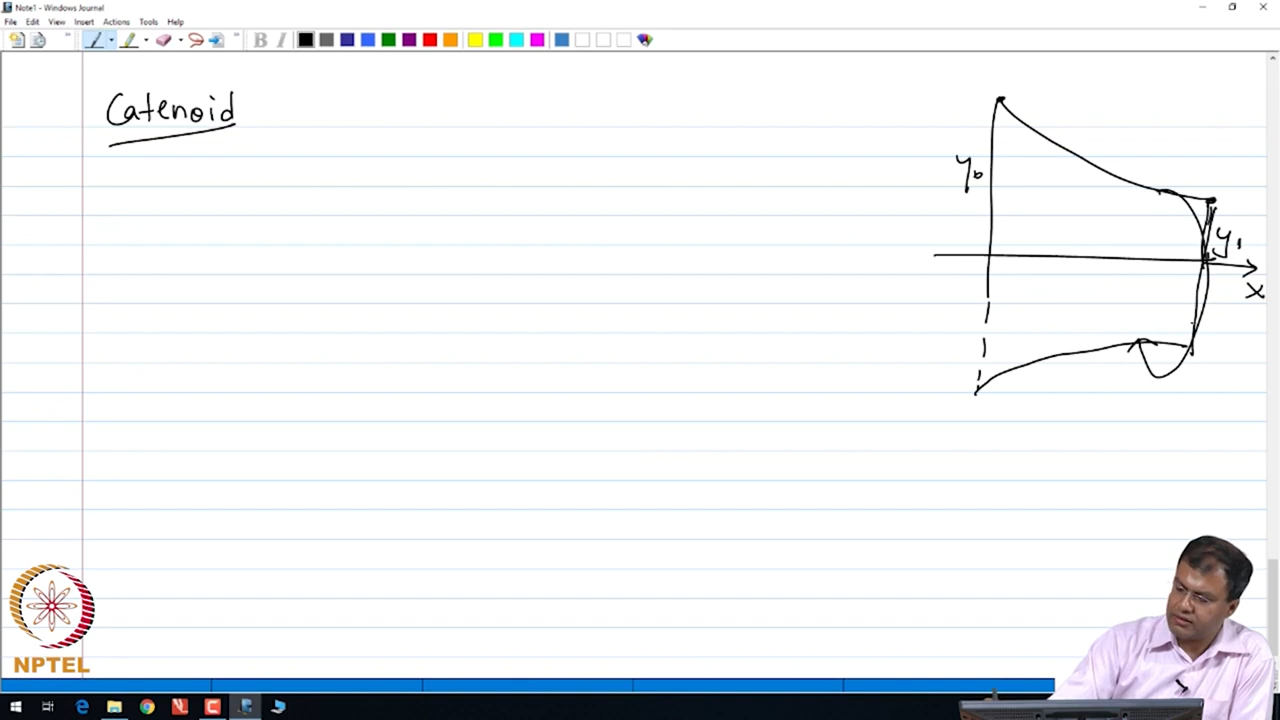 Note1 - Windows Journal
File Edit View Insert Actions Tools Help
B I
Catenoid
y₀
y₁
x
NPTEL